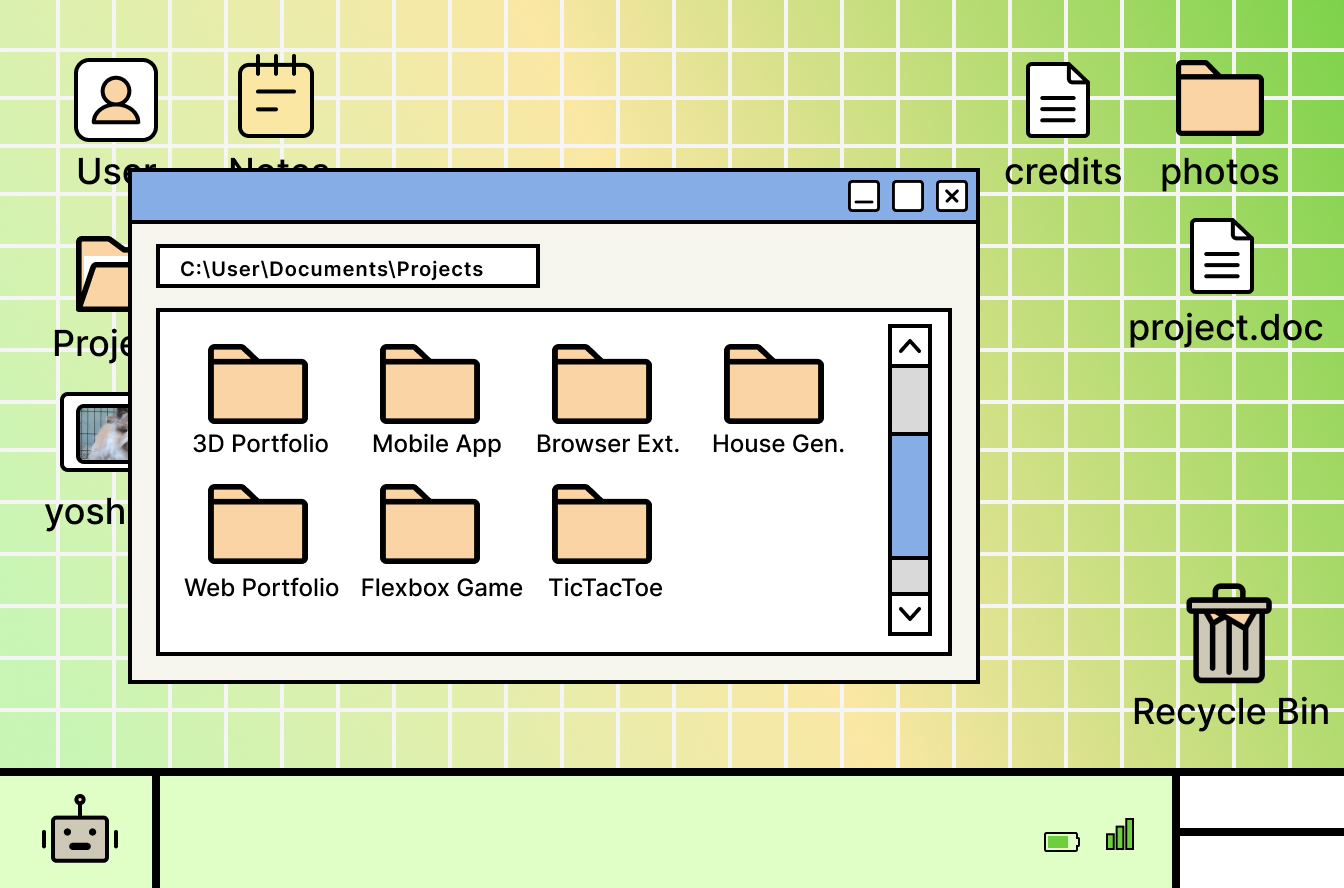 User
Notes
credits
photos
C:\User\Documents\Projects
project.doc
Proje
3D Portfolio
Mobile App
Browser Ext.
House Gen.
yosh
Web Portfolio
Flexbox Game
TicTacToe
Recycle Bin